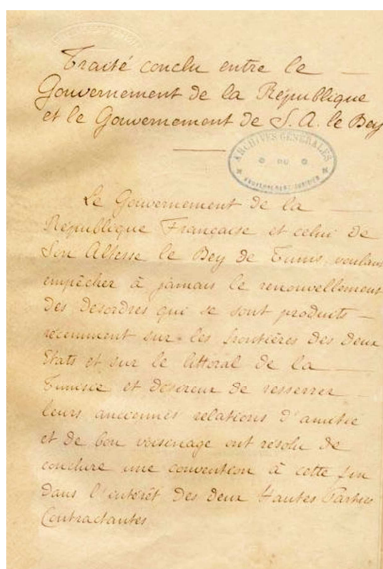 Traité conclu entre le
Gouvernement de la République
et le Gouvernement de S. A. le Bey
ARCHIVES GENERALES
DU
Le Gouvernement de la
République Française et celui de
Son Altesse le Bey de Tunis, voulant
empêcher à jamais le renouvellement
des désordres qui se sont produits
récemment sur les frontières des deux
Etats et sur le littoral de la
Tunisie et désireux de resserrer
leurs anciennes relations d'amitié
et de bon voisinage ont résolu de
conclure une convention à cette fin
dans l'intérêt des deux Hautes Parties
Contractantes